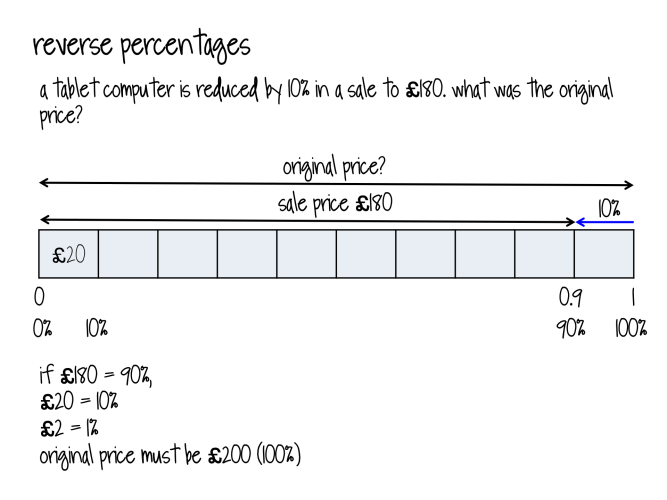 reverse percentages
a tablet computer is reduced by 10% in a sale to £180. what was the original
price?
original price?
sale price £180
10%
£20
0 0.9 1
0% 10% 90% 100%
if £180 = 90%,
£20 = 10%
£2 = 1%
original price must be £200 (100%)